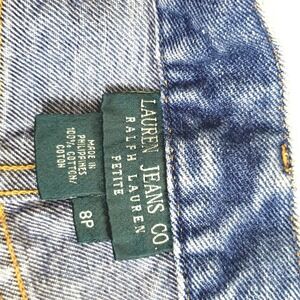 LAUREN JEANS CO
RALPH LAUREN
PETITE
MADE IN
PHILIPPINES
100% COTTON/
COTON
8P